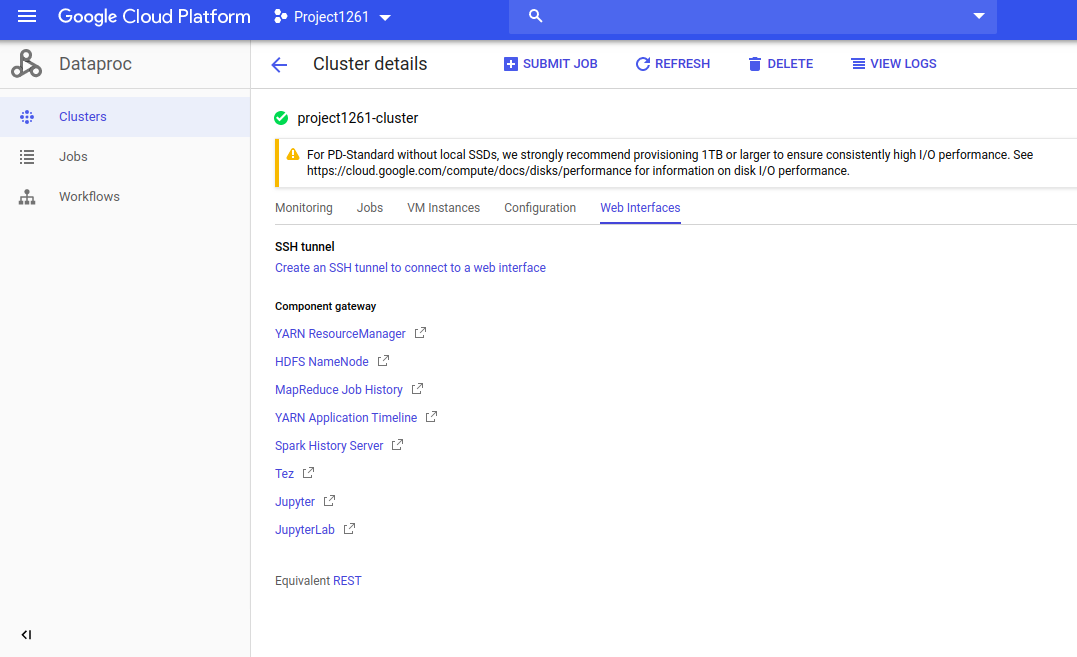 Google Cloud Platform Project1261
Dataproc
Cluster details SUBMIT JOB REFRESH DELETE VIEW LOGS
Clusters
Jobs
Workflows
project1261-cluster
For PD-Standard without local SSDs, we strongly recommend provisioning 1TB or larger to ensure consistently high I/O performance. See
https://cloud.google.com/compute/docs/disks/performance for information on disk I/O performance.
Monitoring Jobs VM Instances Configuration Web Interfaces
SSH tunnel
Create an SSH tunnel to connect to a web interface
Component gateway
YARN ResourceManager
HDFS NameNode
MapReduce Job History
YARN Application Timeline
Spark History Server
Tez
Jupyter
JupyterLab
Equivalent REST